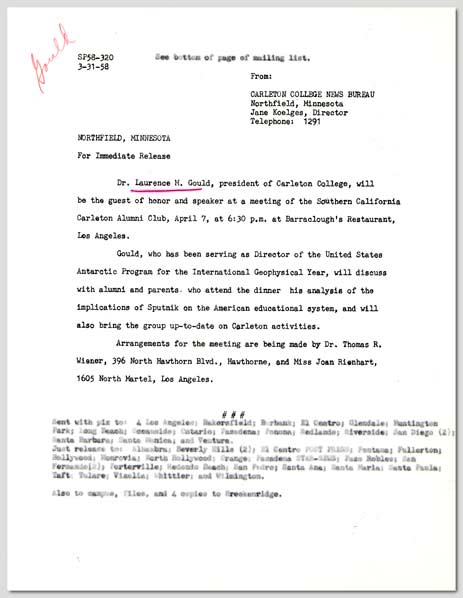 Gould
SP58-320
3-31-58
See bottom of page of mailing list.
From:
CARLETON COLLEGE NEWS BUREAU
Northfield, Minnesota
Jane Koelges, Director
Telephone: 1291
NORTHFIELD, MINNESOTA
For Immediate Release
Dr. Laurence M. Gould, president of Carleton College, will
be the guest of honor and speaker at a meeting of the Southern California
Carleton Alumni Club, April 7, at 6:30 p.m. at Barraclough's Restaurant,
Los Angeles.
Gould, who has been serving as Director of the United States
Antarctic Program for the International Geophysical Year, will discuss
with alumni and parents who attend the dinner his analysis of the
implications of Sputnik on the American educational system, and will
also bring the group up-to-date on Carleton activities.
Arrangements for the meeting are being made by Dr. Thomas R.
Wiener, 396 North Hawthorn Blvd., Hawthorne, and Miss Joan Rienhart,
1605 North Martel, Los Angeles.
###
Sent with pix to: 4 Los Angeles; Bakersfield; Burbank; El Centro; Glendale; Huntington
Park; Long Beach; Oceanside; Ontario; Pasadena; Pomona; Redlands; Riverside; San Diego (2);
Santa Barbara; Santa Monica; and Ventura.
Just release to: Alhambra; Beverly Hills (2); El Centro POST PRESS; Fontana; Fullerton;
Hollywood; Monrovia; North Hollywood; Orange; Pasadena STAR-NEWS; Paso Robles; San
Fernando(2); Porterville; Redondo Beach; San Pedro; Santa Ana; Santa Maria; Santa Paula;
Taft; Tulare; Visalia; Whittier; and Wilmington.
Also to campus, files, and 4 copies to Breckenridge.